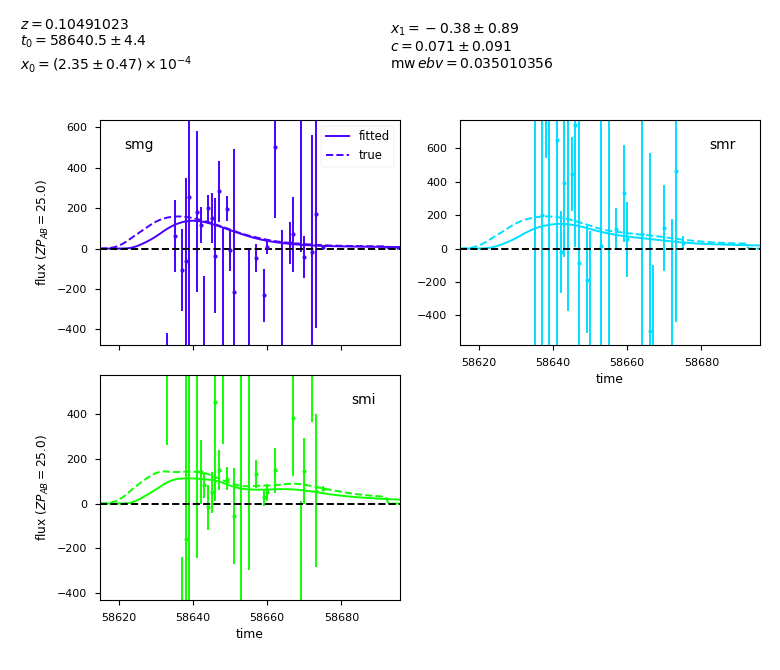 z = 0.10491023
t₀ = 58640.5 ± 4.4
x₀ = (2.35 ± 0.47) × 10⁻⁴
x₁ = −0.38 ± 0.89
c = 0.071 ± 0.091
mw ebv = 0.035010356
smg
fitted
true
600
400
200
0
−200
−400
flux (ZP_AB = 25.0)
smr
600
400
200
0
−200
−400
58620 58640 58660 58680
time
smi
400
200
0
−200
−400
flux (ZP_AB = 25.0)
58620 58640 58660 58680
time